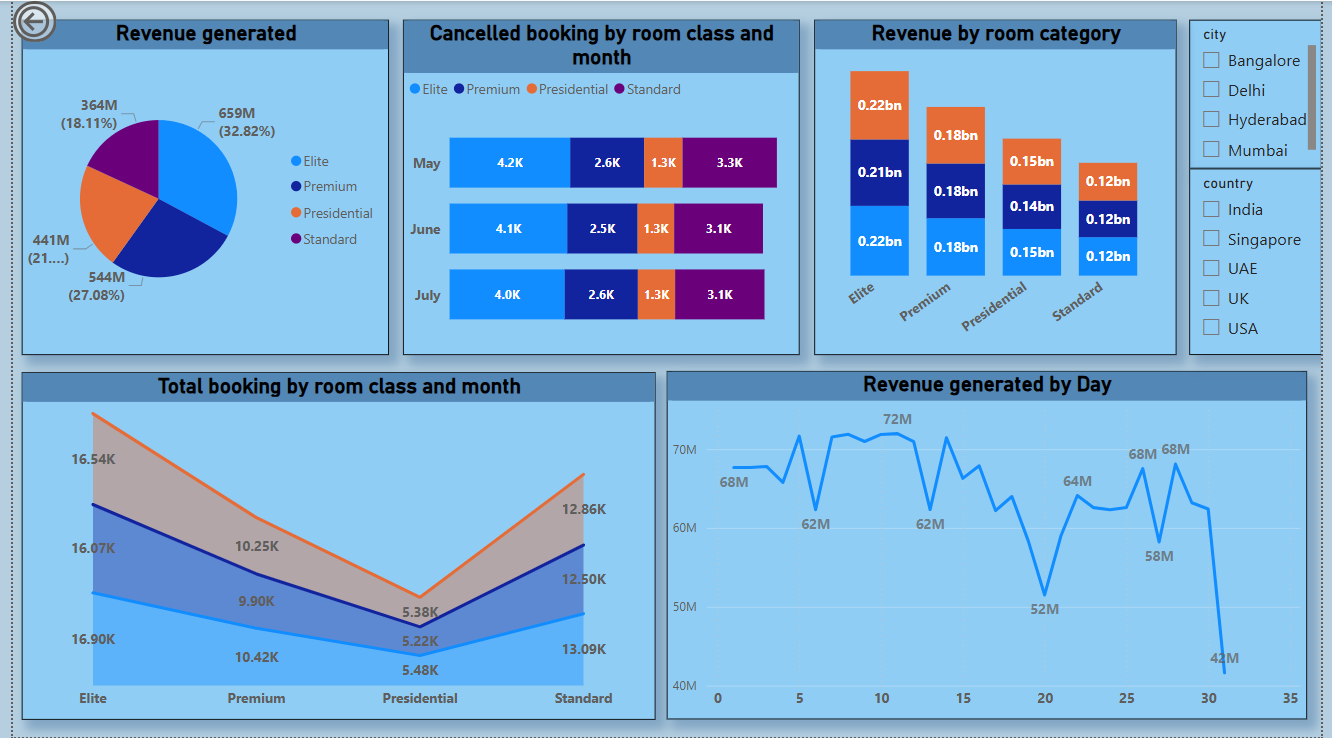 Revenue generated
364M
(18.11%)
659M
(32.82%)
441M
(21....)
544M
(27.08%)
Elite
Premium
Presidential
Standard
Cancelled booking by room class and
month
Elite Premium Presidential Standard
May 4.2K 2.6K 1.3K 3.3K
June 4.1K 2.5K 1.3K 3.1K
July 4.0K 2.6K 1.3K 3.1K
Revenue by room category
0.22bn 0.18bn 0.15bn 0.12bn
0.21bn 0.18bn 0.14bn 0.12bn
0.22bn 0.18bn 0.15bn 0.12bn
Elite Premium Presidential Standard
city
Bangalore
Delhi
Hyderabad
Mumbai
country
India
Singapore
UAE
UK
USA
Total booking by room class and month
16.54K 10.25K 5.38K 12.86K
16.07K 9.90K 5.22K 12.50K
16.90K 10.42K 5.48K 13.09K
Elite Premium Presidential Standard
Revenue generated by Day
70M
60M
50M
40M
68M 62M 72M 62M 52M 64M 68M 58M 68M 42M
0 5 10 15 20 25 30 35